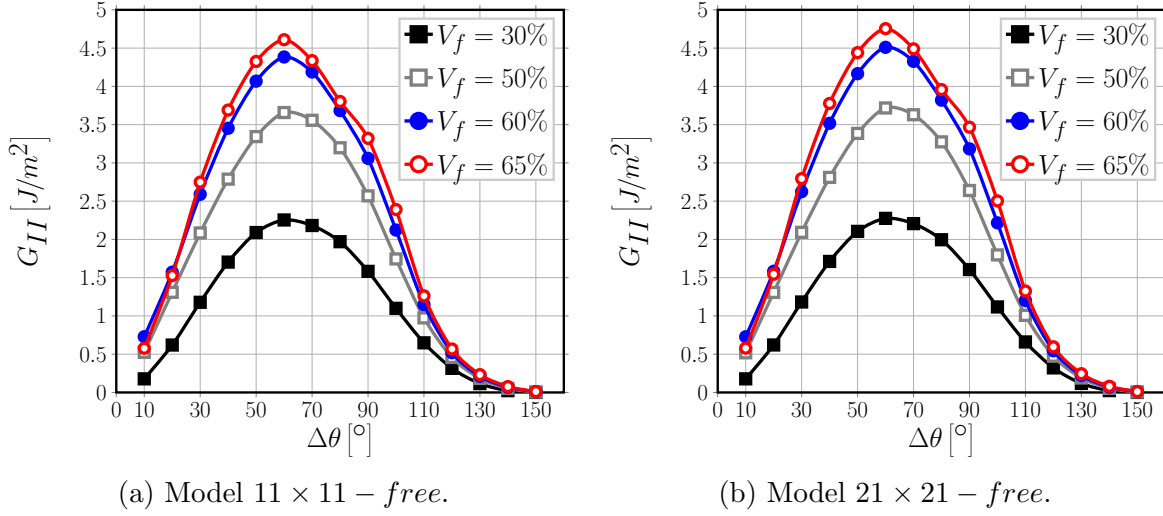 5
4.5
4
3.5
3
2.5
2
1.5
1
0.5
0
G_{II} [J/m^2]
0 10 30 50 70 90 110 130 150
Δθ [°]
V_f = 30%
V_f = 50%
V_f = 60%
V_f = 65%
(a) Model 11 × 11 − free.
5
4.5
4
3.5
3
2.5
2
1.5
1
0.5
0
G_{II} [J/m^2]
0 10 30 50 70 90 110 130 150
Δθ [°]
V_f = 30%
V_f = 50%
V_f = 60%
V_f = 65%
(b) Model 21 × 21 − free.